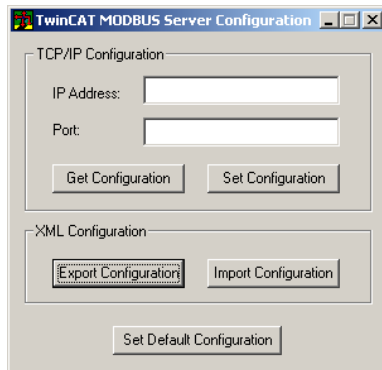 TwinCAT MODBUS Server Configuration
TCP/IP Configuration
IP Address:
Port:
Get Configuration Set Configuration
XML Configuration
Export Configuration Import Configuration
Set Default Configuration